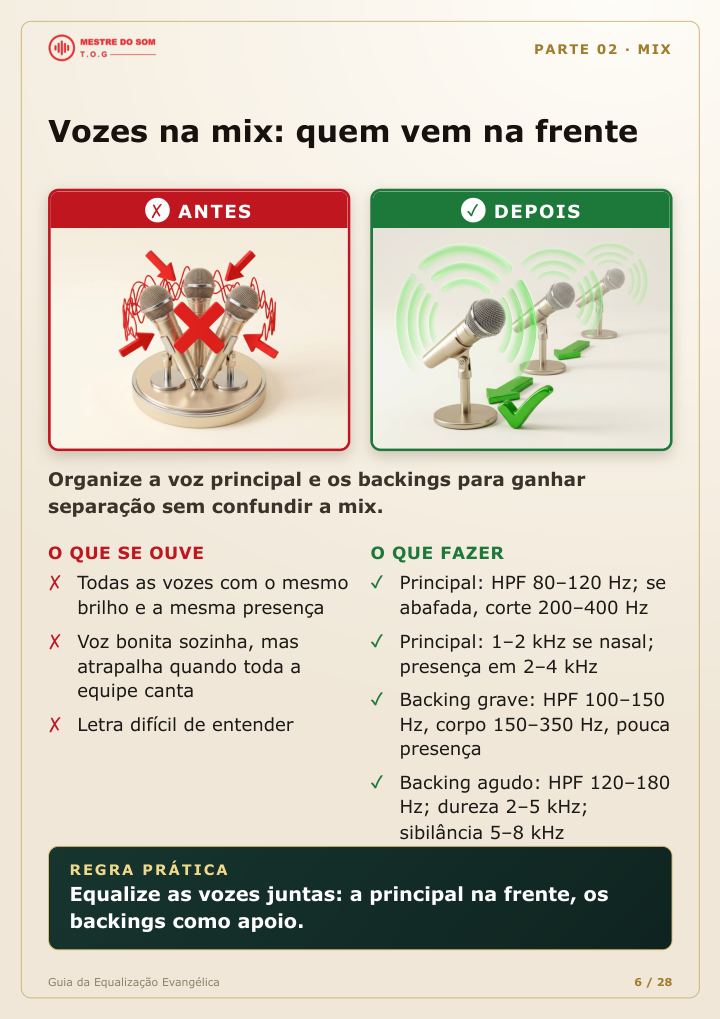 MESTRE DO SOM
T.O.G
PARTE 02 · MIX
Vozes na mix: quem vem na frente
✗ ANTES
✓ DEPOIS
Organize a voz principal e os backings para ganhar
separação sem confundir a mix.
O QUE SE OUVE
✗ Todas as vozes com o mesmo
brilho e a mesma presença
✗ Voz bonita sozinha, mas
atrapalha quando toda a
equipe canta
✗ Letra difícil de entender
O QUE FAZER
✓ Principal: HPF 80–120 Hz; se
abafada, corte 200–400 Hz
✓ Principal: 1–2 kHz se nasal;
presença em 2–4 kHz
✓ Backing grave: HPF 100–150
Hz, corpo 150–350 Hz, pouca
presença
✓ Backing agudo: HPF 120–180
Hz; dureza 2–5 kHz;
sibilância 5–8 kHz
REGRA PRÁTICA
Equalize as vozes juntas: a principal na frente, os
backings como apoio.
Guia da Equalização Evangélica
6 / 28